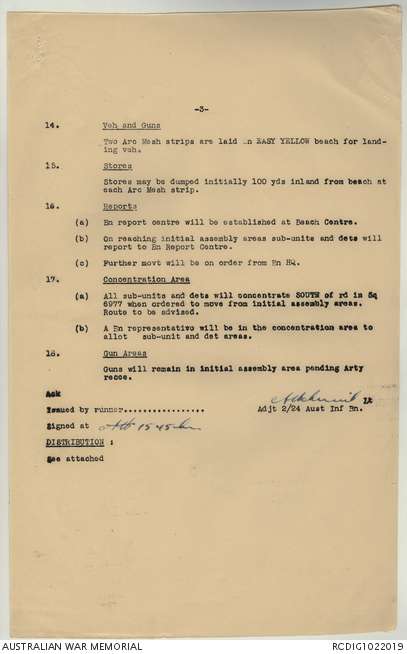 -3-
14. Veh and Guns
Two Arc Mesh strips are laid on EASY YELLOW beach for land-
ing veh.
15. Stores
Stores may be dumped initially 100 yds inland from beach at
each Arc Mesh strip.
16. Reports
(a) Bn report centre will be established at Beach Centre.
(b) On reaching initial assembly areas sub-units and dets will
report to Bn Report Centre.
(c) Further movt will be on order from Bn HQ.
17. Concentration Area
(a) All sub-units and dets will concentrate SOUTH of rd in Sq
6977 when ordered to move from initial assembly areas.
Route to be advised.
(b) A Bn representative will be in the concentration area to
allot sub-unit and det areas.
18. Gun Areas
Guns will remain in initial assembly area pending Arty
recce.
Ack
Issued by runner.................. Lt
Adjt 2/24 Aust Inf Bn.
Signed at 1545 hrs
DISTRIBUTION :
See attached
AUSTRALIAN WAR MEMORIAL
RCDIG1022019